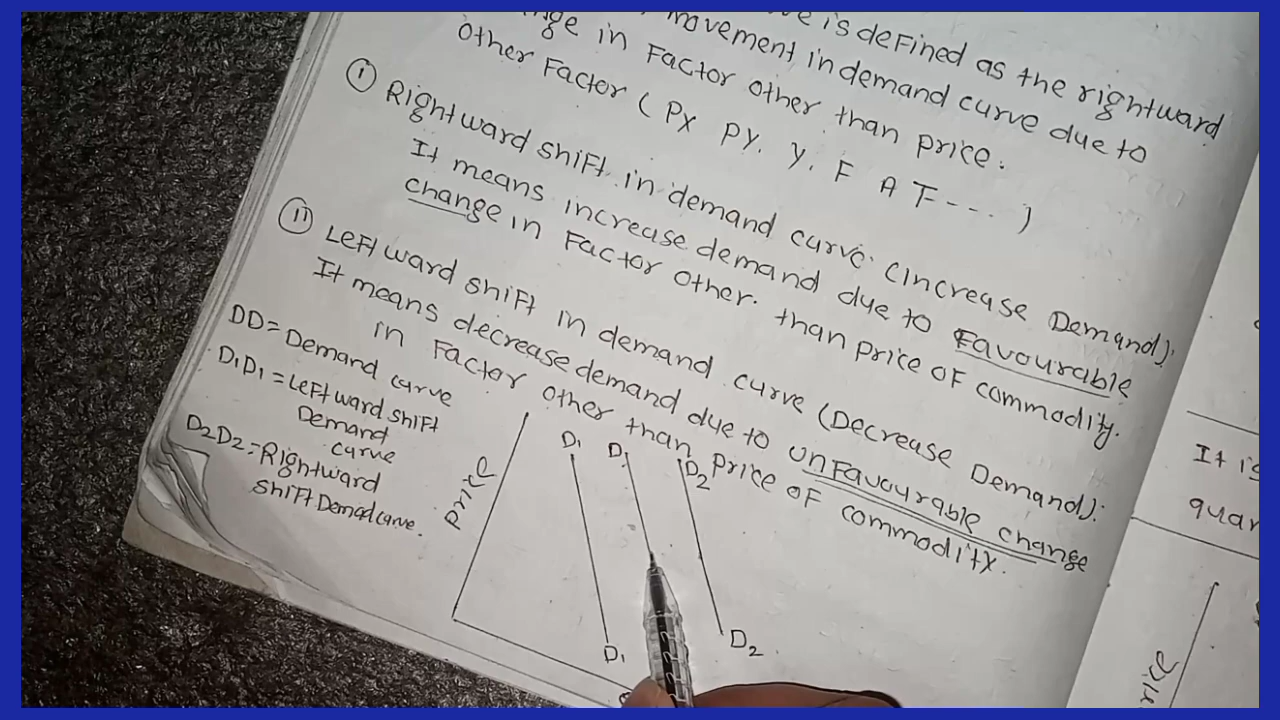 is defined as the rightward
movement in demand curve due to
in Factor other than price.
other Factor ( Px Py, Y, F A T---- )
(i) Rightward shift in demand curve (increase Demand):
It means increase demand due to Favourable
change in Factor other than price of commodity.
(ii) Leftward shift in demand curve (Decrease Demand):
It means decrease demand due to unfavourable change
in Factor other than price of commodity.
DD = Demand curve
D1D1 = Leftward shift
Demand
curve
D2D2 = Rightward
shift Demad curve.
Price
D1
D
D2
D1
D2
It is